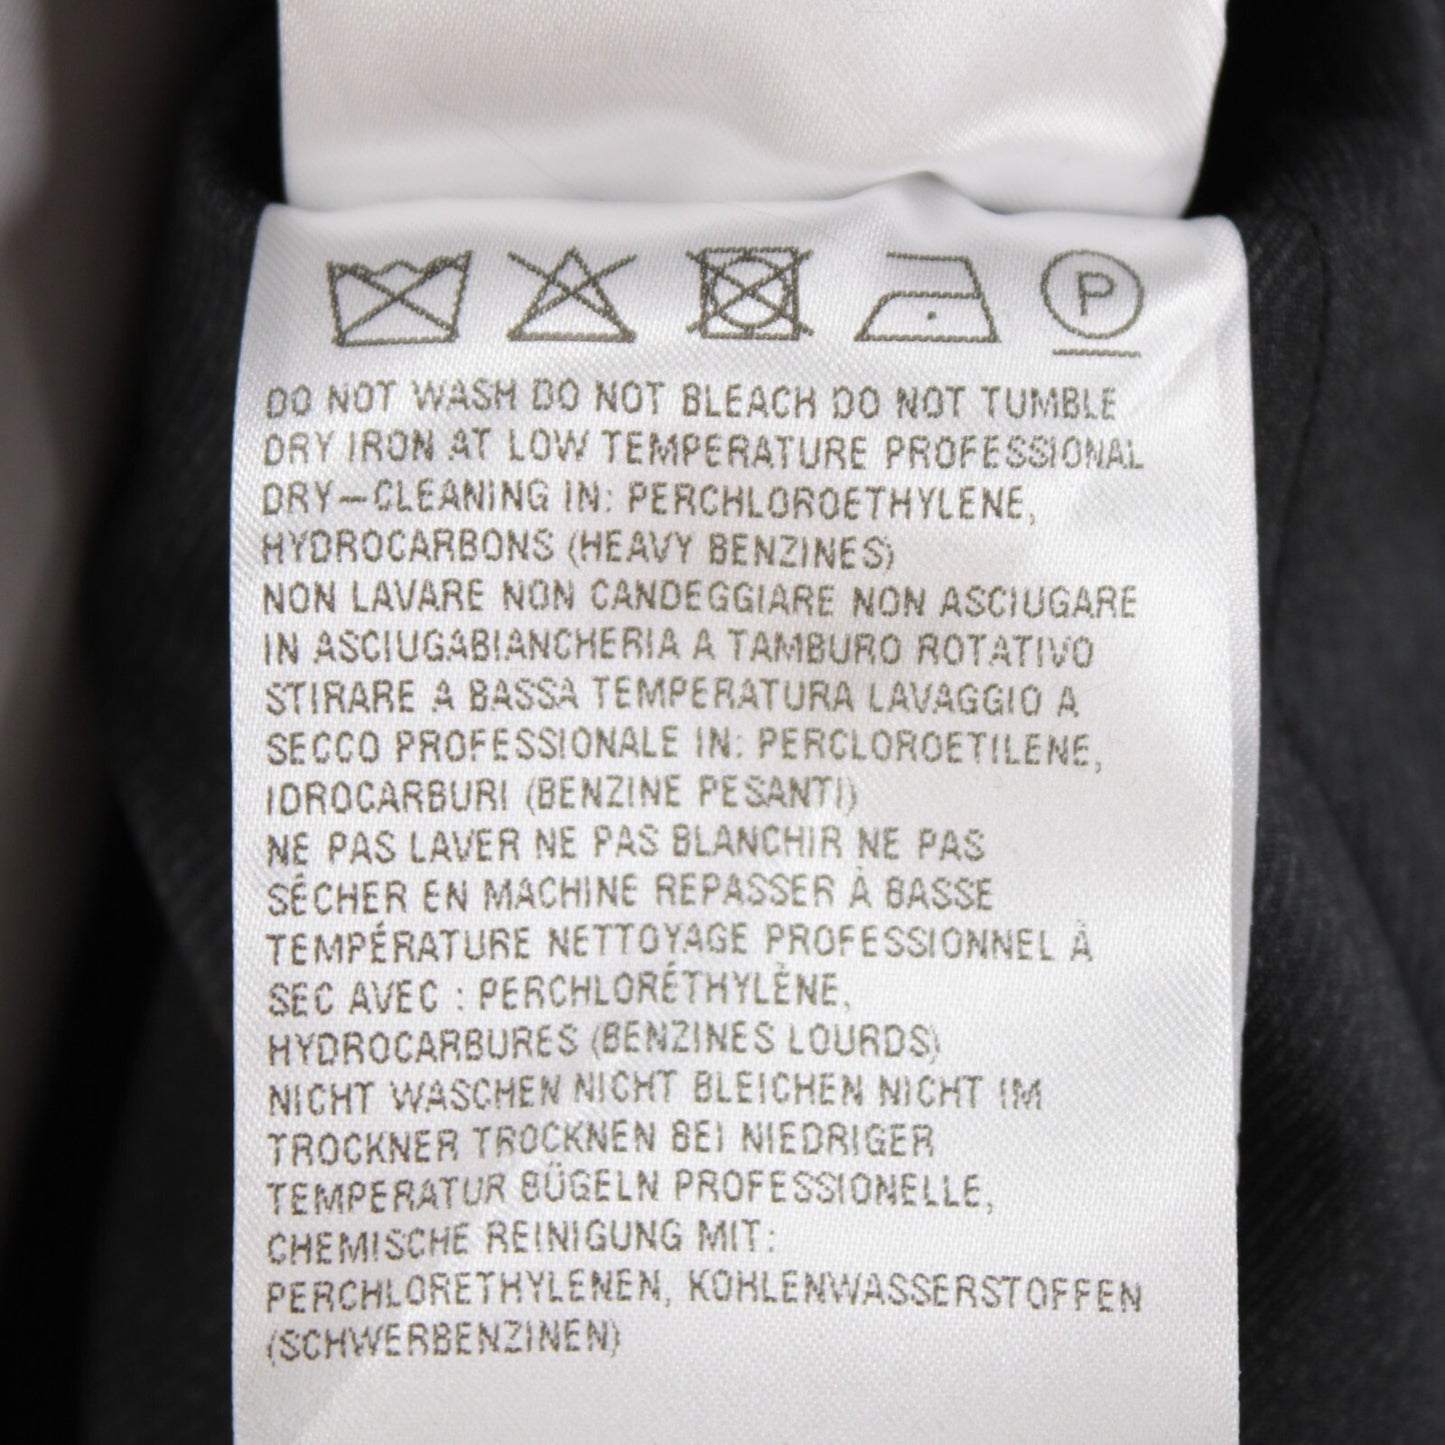 P
DO NOT WASH DO NOT BLEACH DO NOT TUMBLE
DRY IRON AT LOW TEMPERATURE PROFESSIONAL
DRY–CLEANING IN: PERCHLOROETHYLENE,
HYDROCARBONS (HEAVY BENZINES)
NON LAVARE NON CANDEGGIARE NON ASCIUGARE
IN ASCIUGABIANCHERIA A TAMBURO ROTATIVO
STIRARE A BASSA TEMPERATURA LAVAGGIO A
SECCO PROFESSIONALE IN: PERCLOROETILENE,
IDROCARBURI (BENZINE PESANTI)
NE PAS LAVER NE PAS BLANCHIR NE PAS
SÉCHER EN MACHINE REPASSER À BASSE
TEMPÉRATURE NETTOYAGE PROFESSIONNEL À
SEC AVEC : PERCHLORÉTHYLÈNE,
HYDROCARBURES (BENZINES LOURDS)
NICHT WASCHEN NICHT BLEICHEN NICHT IM
TROCKNER TROCKNEN BEI NIEDRIGER
TEMPERATUR BÜGELN PROFESSIONELLE,
CHEMISCHE REINIGUNG MIT:
PERCHLORETHYLENEN, KOHLENWASSERSTOFFEN
(SCHWERBENZINEN)